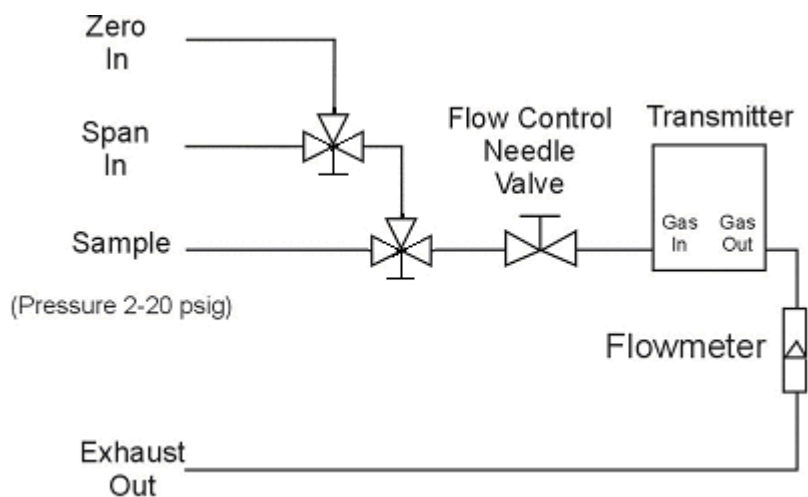 Zero
In
Span
In
Flow Control
Needle
Valve
Transmitter
Gas
In
Gas
Out
Sample
(Pressure 2-20 psig)
Flowmeter
Exhaust
Out